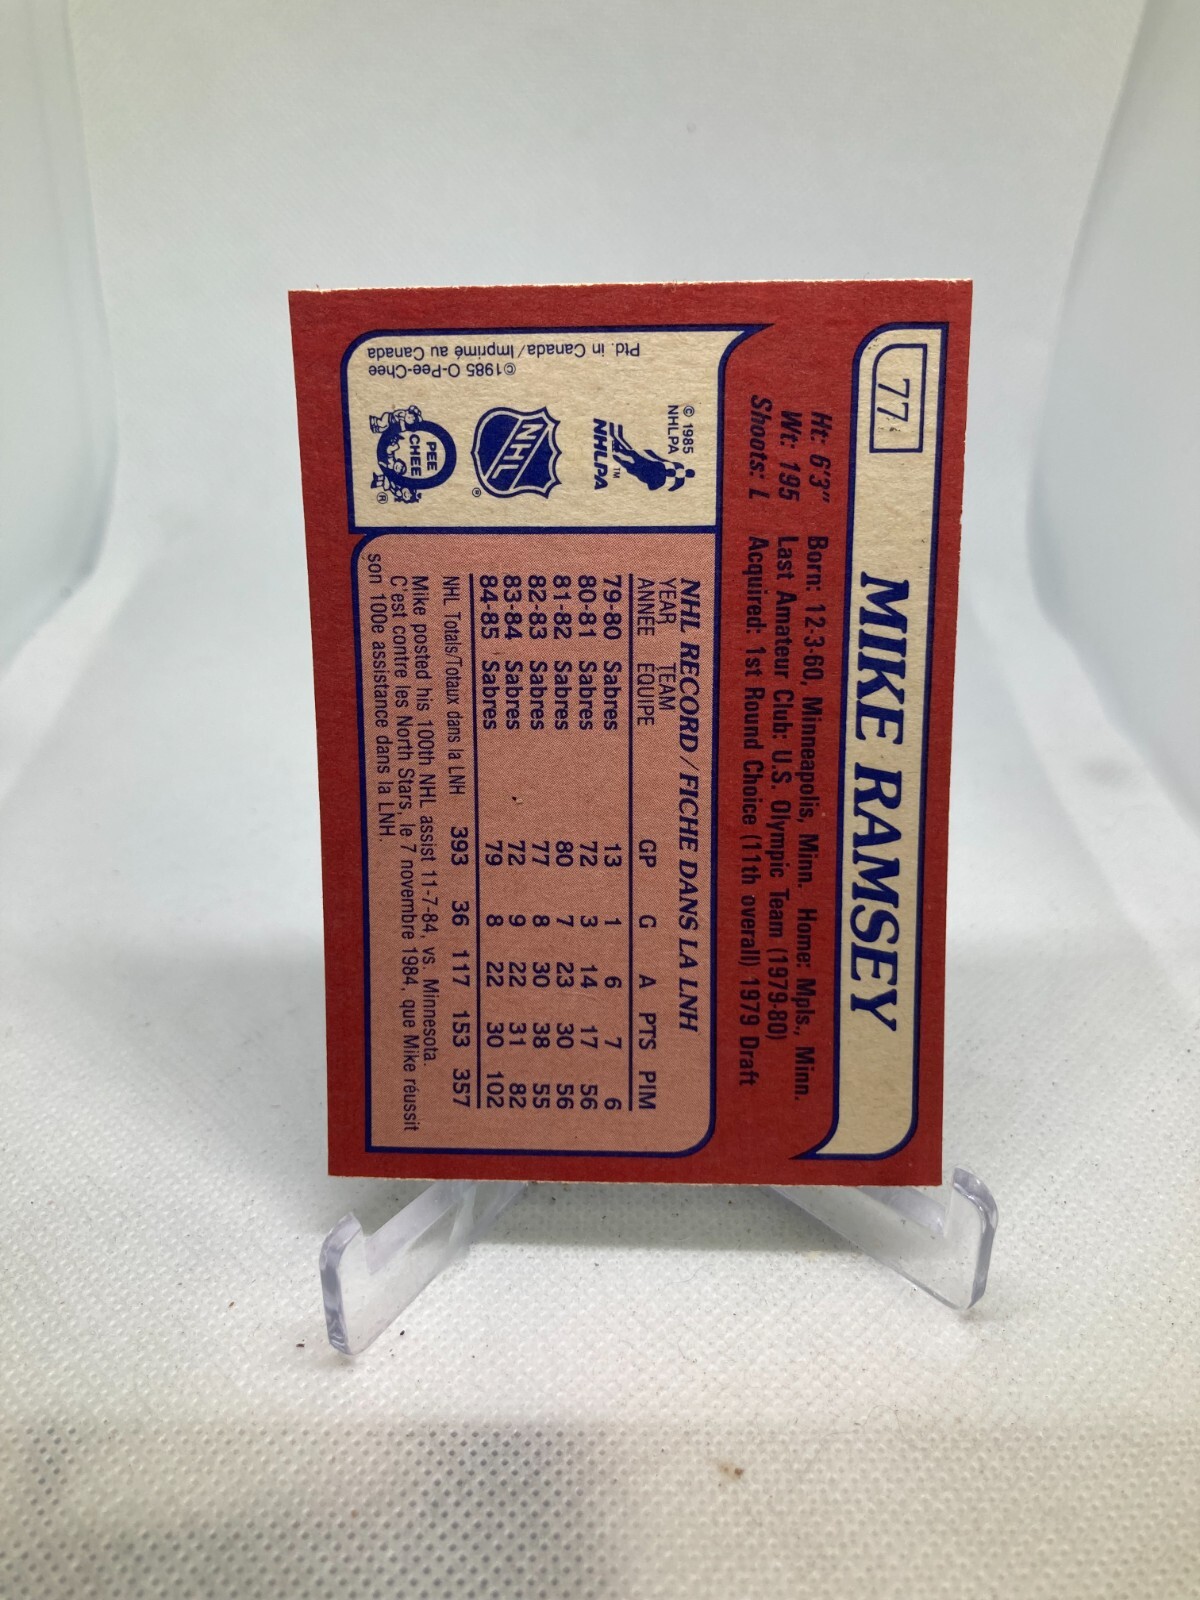 77
MIKE RAMSEY
Ht: 6'3" Born: 12-3-60, Minneapolis, Minn. Home: Mpls., Minn.
Wt: 195 Last Amateur Club: U.S. Olympic Team (1979-80)
Shoots: L Acquired: 1st Round Choice (11th overall) 1979 Draft
© 1985
NHLPA
NHLPA TM
NHL ®
PEE
CHEE ®
©1985 O-Pee-Chee
Ptd. in Canada/Imprimé au Canada
NHL RECORD/FICHE DANS LA LNH
YEAR TEAM
ANNÉE ÉQUIPE GP G A PTS PIM
79-80 Sabres 13 1 6 7 6
80-81 Sabres 72 3 14 17 56
81-82 Sabres 80 7 23 30 56
82-83 Sabres 77 8 30 38 55
83-84 Sabres 72 9 22 31 82
84-85 Sabres 79 8 22 30 102
NHL Totals/Totaux dans la LNH 393 36 117 153 357
Mike posted his 100th NHL assist 11-7-84, vs. Minnesota.
C'est contre les North Stars, le 7 novembre 1984, que Mike réussit
son 100e assistance dans la LNH.